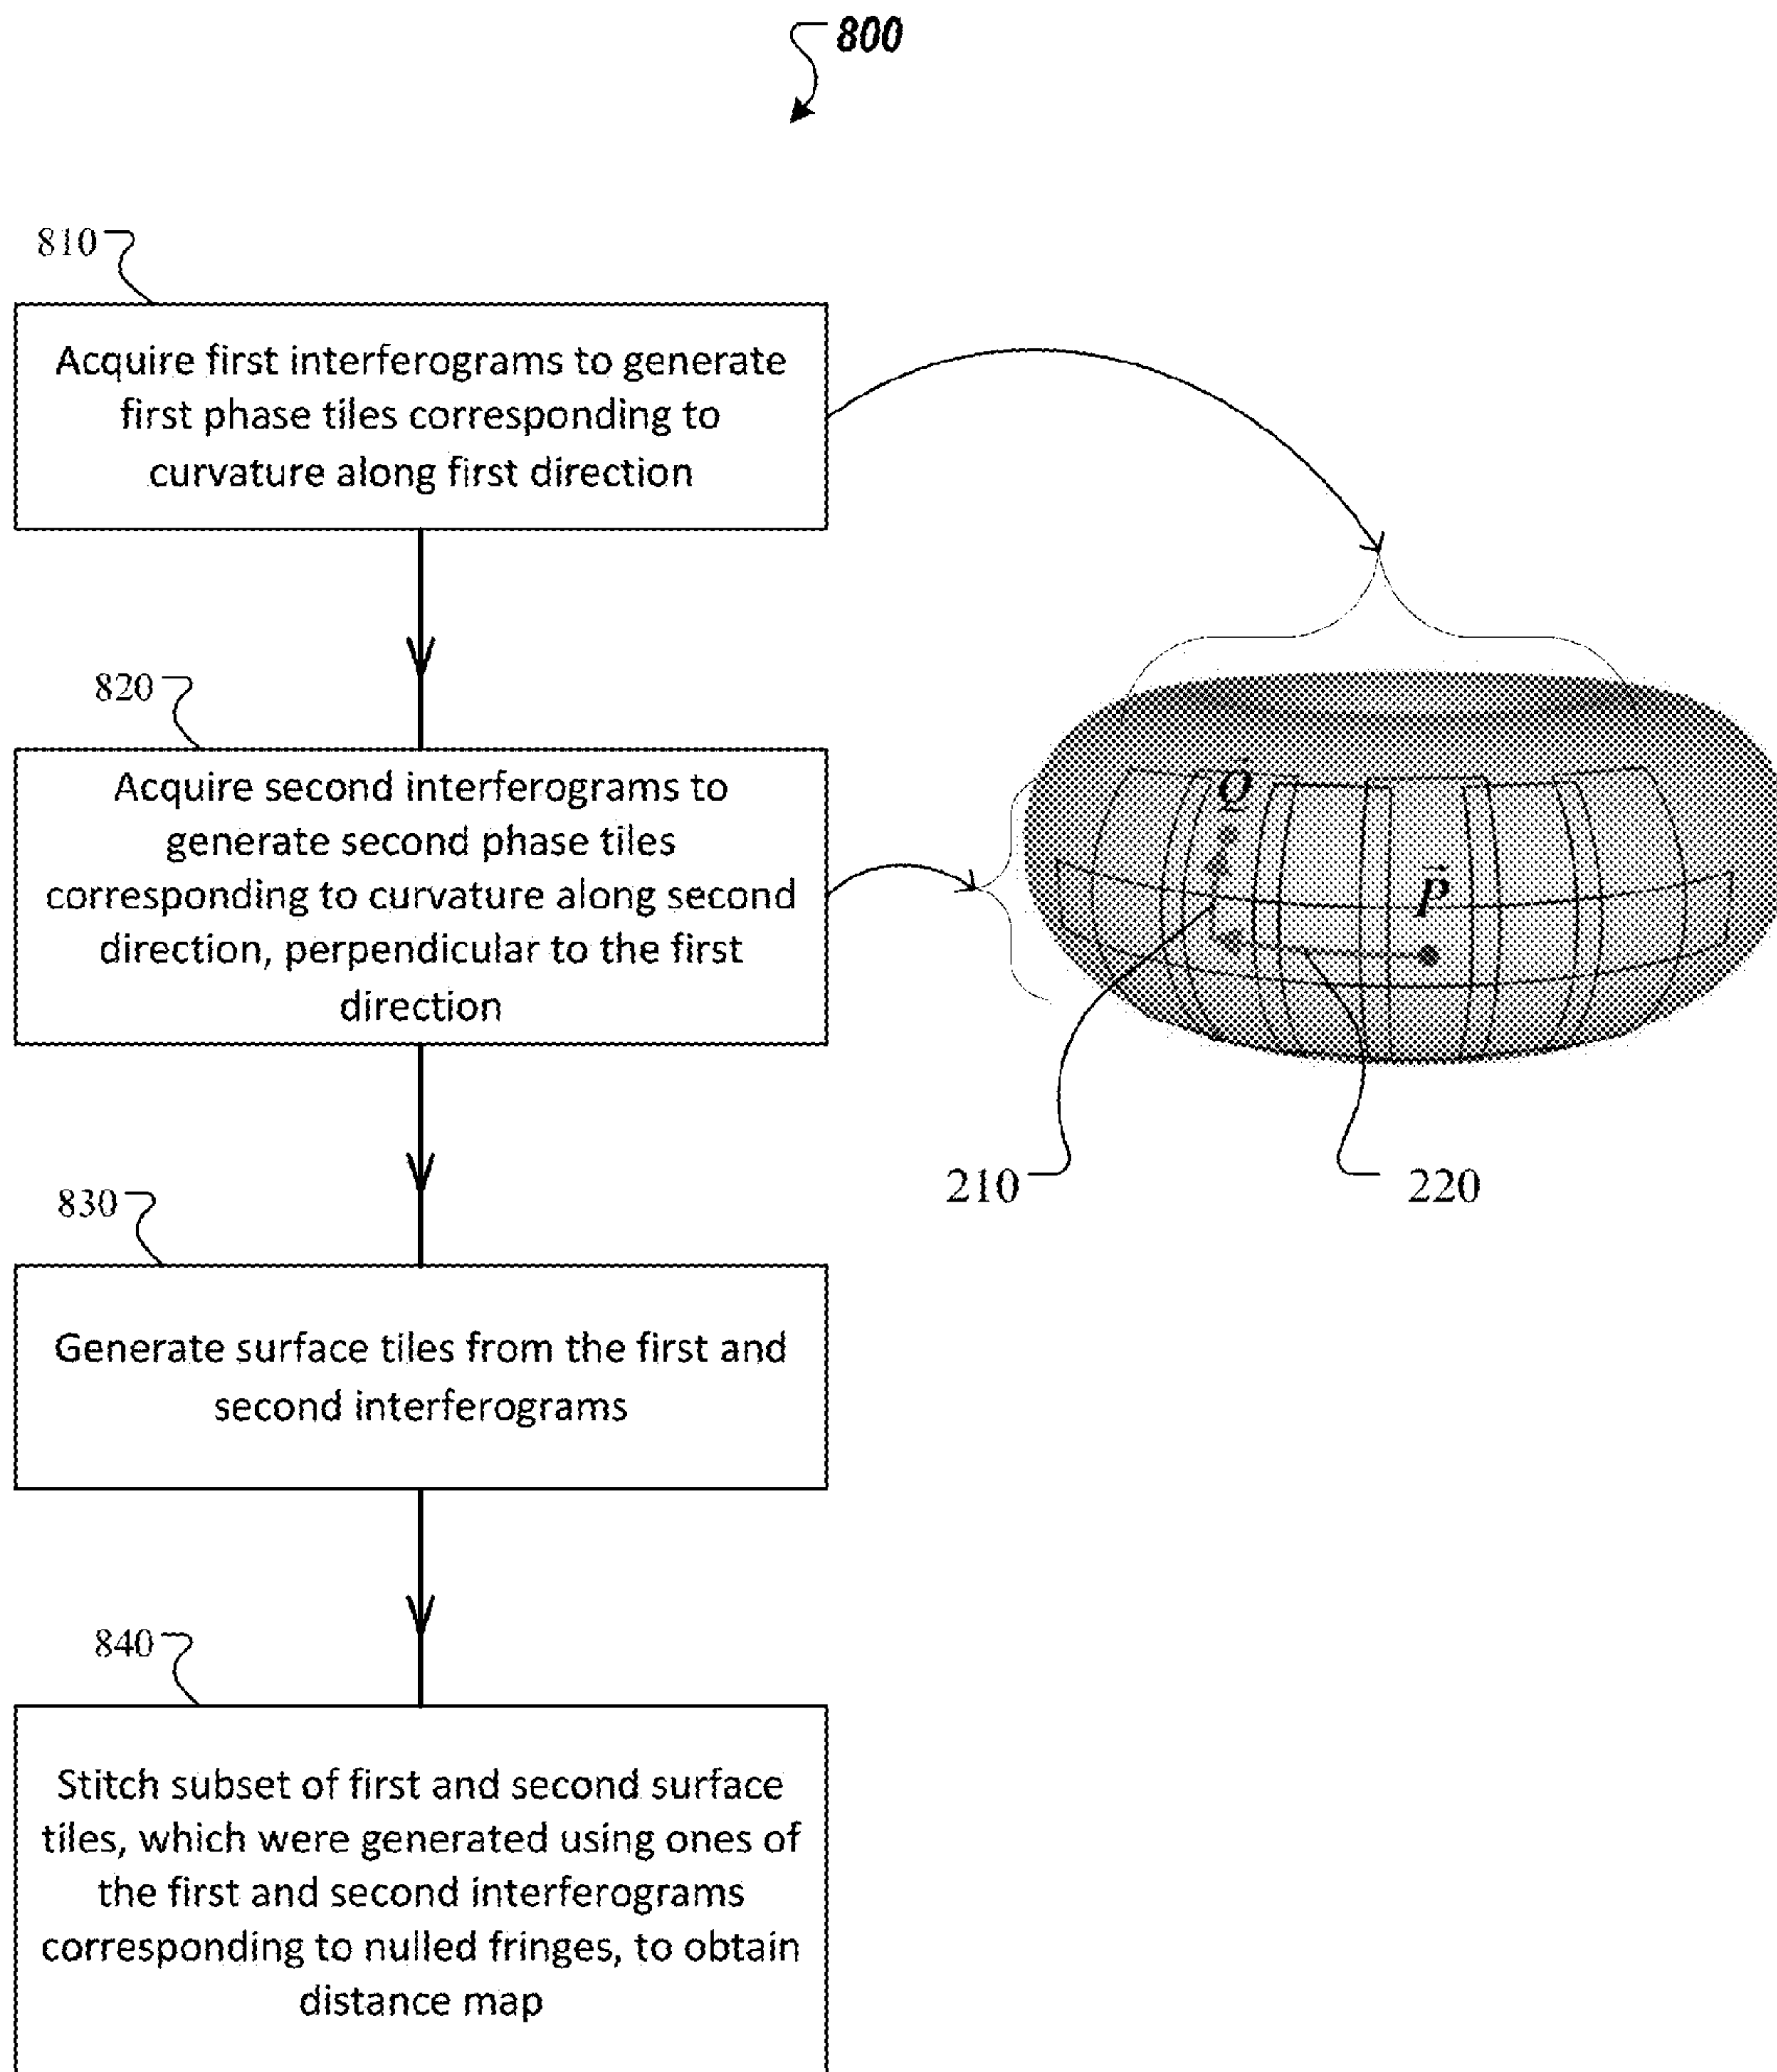 800
810
Acquire first interferograms to generate
first phase tiles corresponding to
curvature along first direction
820
Acquire second interferograms to
generate second phase tiles
corresponding to curvature along second
direction, perpendicular to the first
direction
Q
P
210
220
830
Generate surface tiles from the first and
second interferograms
840
Stitch subset of first and second surface
tiles, which were generated using ones of
the first and second interferograms
corresponding to nulled fringes, to obtain
distance map